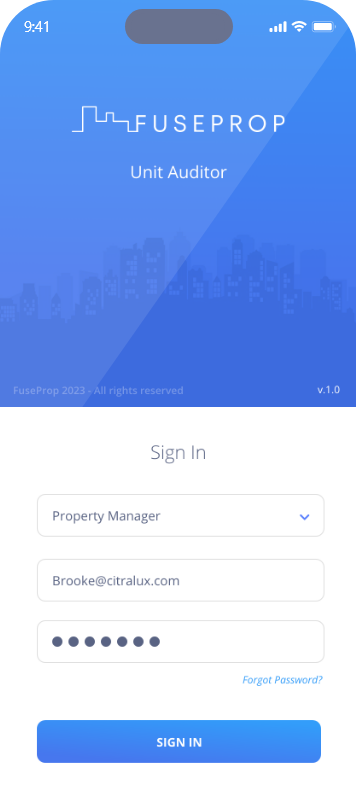 9:41
FUSEPROP
Unit Auditor
FuseProp 2023 - All rights reserved
v.1.0
Sign In
Property Manager
Brooke@citralux.com
Forgot Password?
SIGN IN